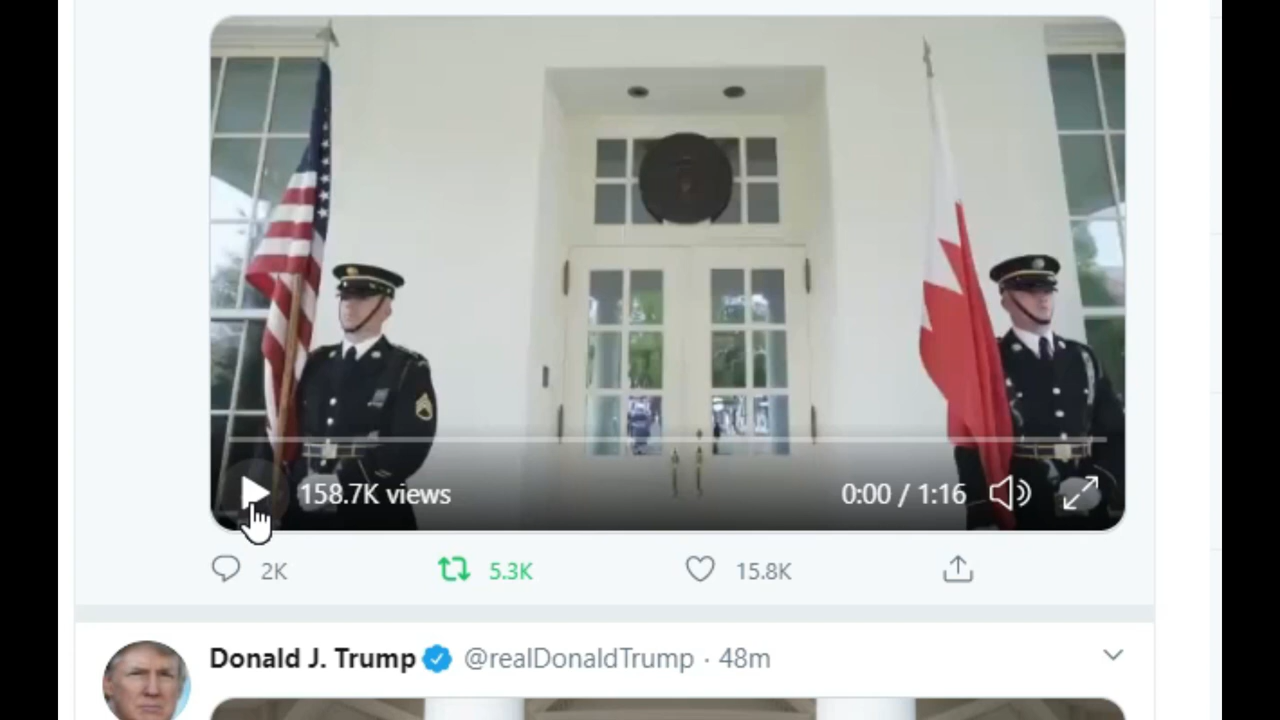 158.7K views
0:00 / 1:16
2K
5.3K
15.8K
Donald J. Trump @realDonaldTrump · 48m